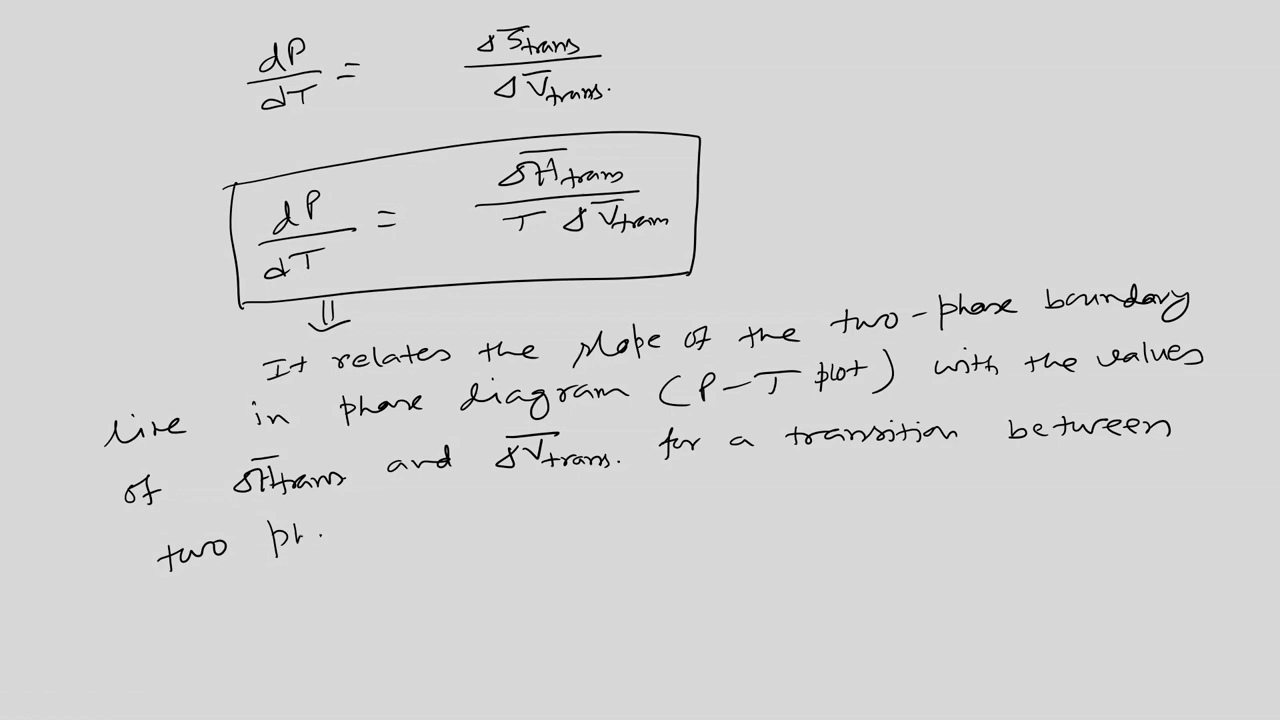 dP/dT = ΔS̅trans/ΔV̅trans.
dP/dT = ΔH̅trans/T ΔV̅trans
⇓
It relates the slope of the two-phase boundary
line in phase diagram (P-T plot) with the values
of ΔH̅trans and ΔV̅trans. for a transition between
two ph.